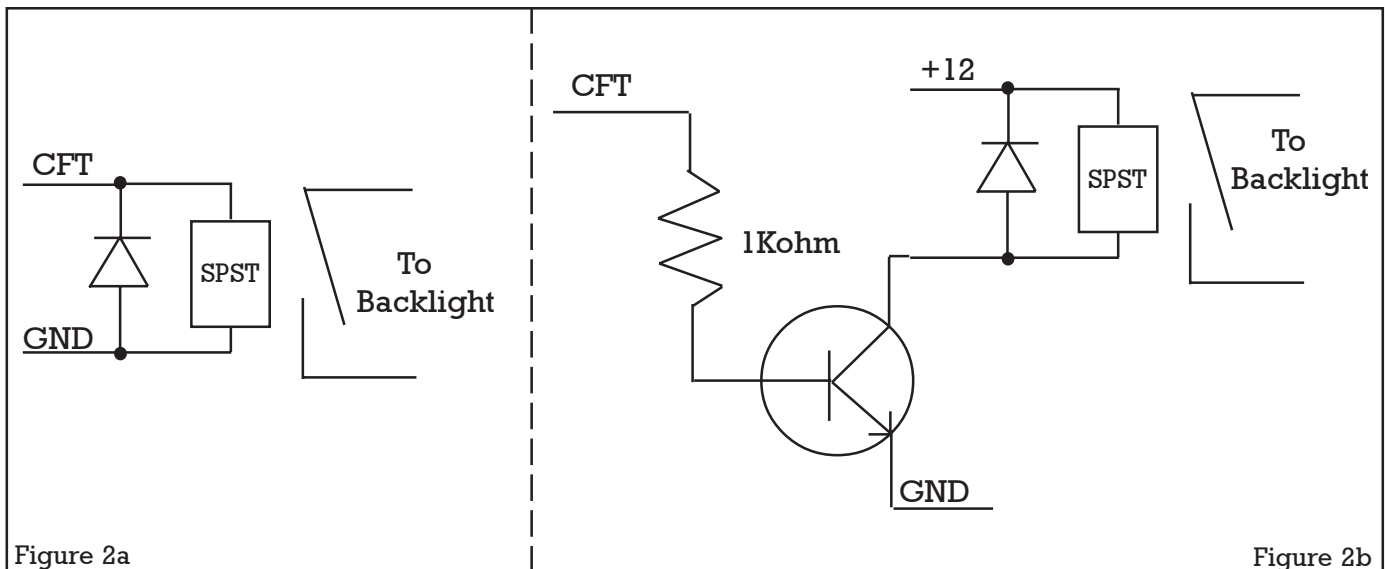 CFT
SPST
To
Backlight
GND
Figure 2a
+12
CFT
To
SPST
Backlight
1Kohm
GND
Figure 2b